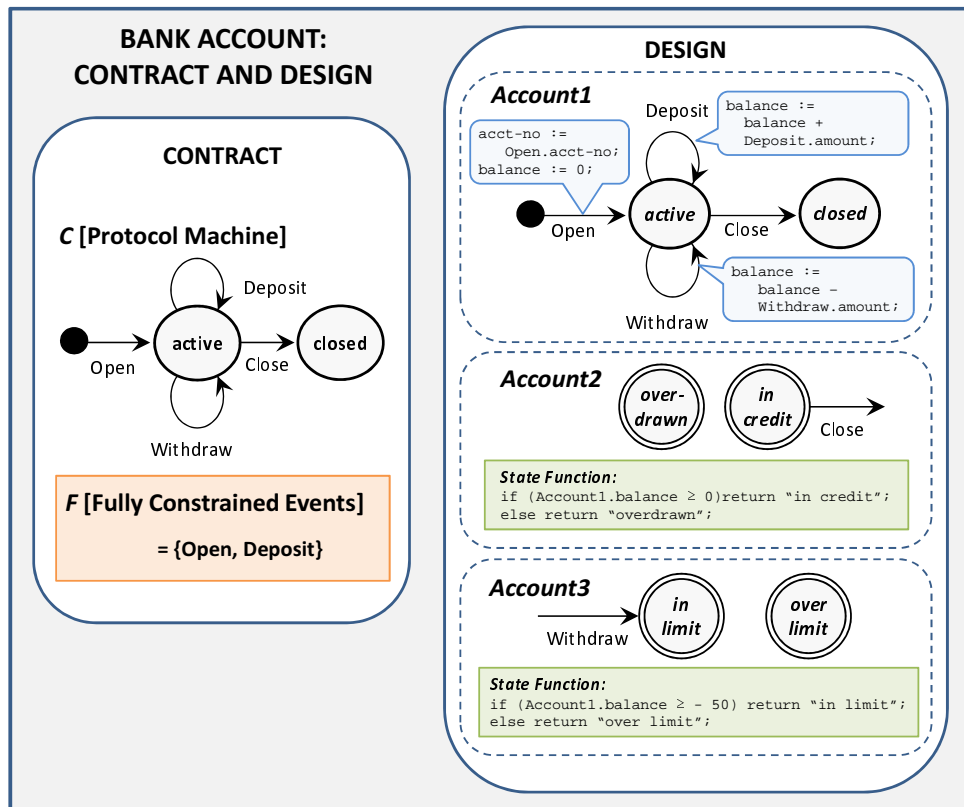 BANK ACCOUNT:
CONTRACT AND DESIGN
CONTRACT
C [Protocol Machine]
Deposit
active
closed
Open
Close
Withdraw
F [Fully Constrained Events]
= {Open, Deposit}
DESIGN
Account1
Deposit
balance :=
balance +
Deposit.amount;
acct-no :=
Open.acct-no;
balance := 0;
active
closed
Open
Close
balance :=
balance –
Withdraw.amount;
Withdraw
Account2
over-
drawn
in
credit
Close
State Function:
if (Account1.balance ≥ 0)return “in credit”;
else return “overdrawn”;
Account3
Withdraw
in
limit
over
limit
State Function:
if (Account1.balance ≥ - 50) return “in limit”;
else return “over limit”;